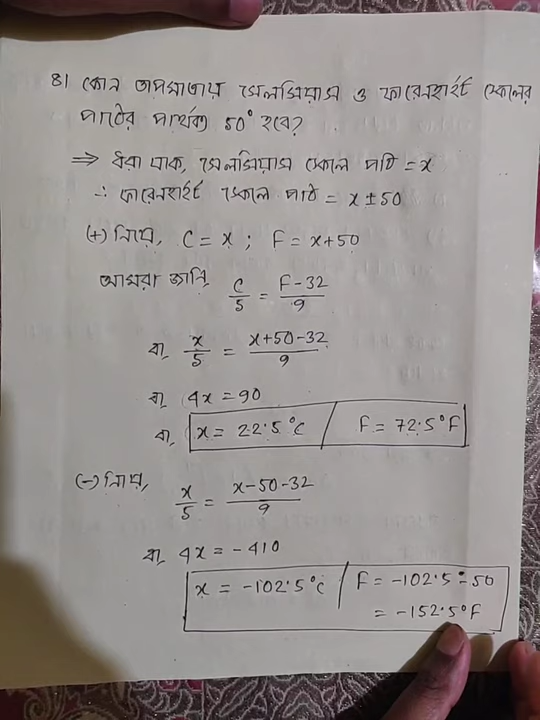 ৪। কোন তাপমাত্রায় সেলসিয়াস ও ফারেনহাইট স্কেলের
পাঠের পার্থক্য 50° হবে?
⇒ ধরা যাক, সেলসিয়াস স্কেলে পাঠ = x
∴ ফারেনহাইট স্কেলে পাঠ = x ± 50
(+) নিয়ে, C = x ; F = x+50
আমরা জানি, C/5 = F-32/9
বা, x/5 = x+50-32/9
বা, 4x = 90
বা, x = 22.5°C / F = 72.5°F
(-) নিয়ে, x/5 = x-50-32/9
বা, 4x = -410
x = -102.5°C / F = -102.5 - 50
= -152.5°F